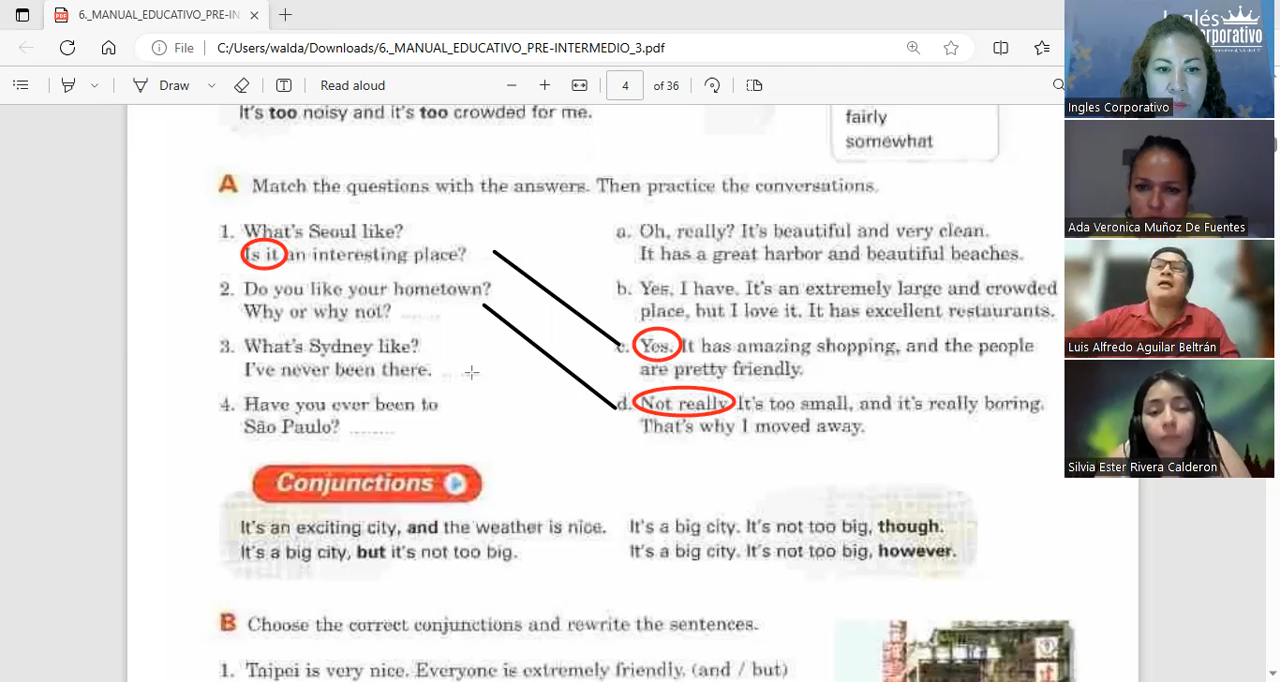 6._MANUAL_EDUCATIVO_PRE-IN
File
C:/Users/walda/Downloads/6._MANUAL_EDUCATIVO_PRE-INTERMEDIO_3.pdf
Draw
Read aloud
4
of 36
It's too noisy and it's too crowded for me.
fairly
somewhat
A Match the questions with the answers. Then practice the conversations.
1. What's Seoul like?
Is it an interesting place?
2. Do you like your hometown?
Why or why not? ........
3. What's Sydney like?
I've never been there.
4. Have you ever been to
São Paulo? .........
a. Oh, really? It's beautiful and very clean.
It has a great harbor and beautiful beaches.
b. Yes, I have. It's an extremely large and crowded
place, but I love it. It has excellent restaurants.
c. Yes. It has amazing shopping, and the people
are pretty friendly.
d. Not really. It's too small, and it's really boring.
That's why I moved away.
Conjunctions
It's an exciting city, and the weather is nice.
It's a big city, but it's not too big.
It's a big city. It's not too big, though.
It's a big city. It's not too big, however.
B Choose the correct conjunctions and rewrite the sentences.
1. Taipei is very nice. Everyone is extremely friendly. (and / but)
Inglés
Corporativo
Ingles Corporativo
Ada Veronica Muñoz De Fuentes
Luis Alfredo Aguilar Beltrán
Silvia Ester Rivera Calderon